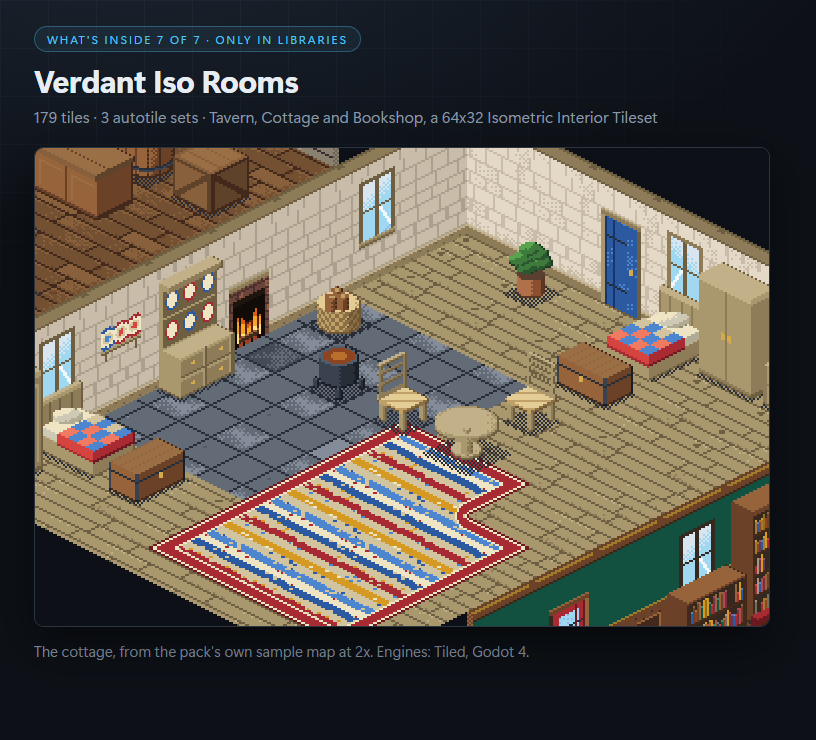 WHAT'S INSIDE 7 OF 7 · ONLY IN LIBRARIES
Verdant Iso Rooms
179 tiles · 3 autotile sets · Tavern, Cottage and Bookshop, a 64x32 Isometric Interior Tileset
The cottage, from the pack's own sample map at 2x. Engines: Tiled, Godot 4.